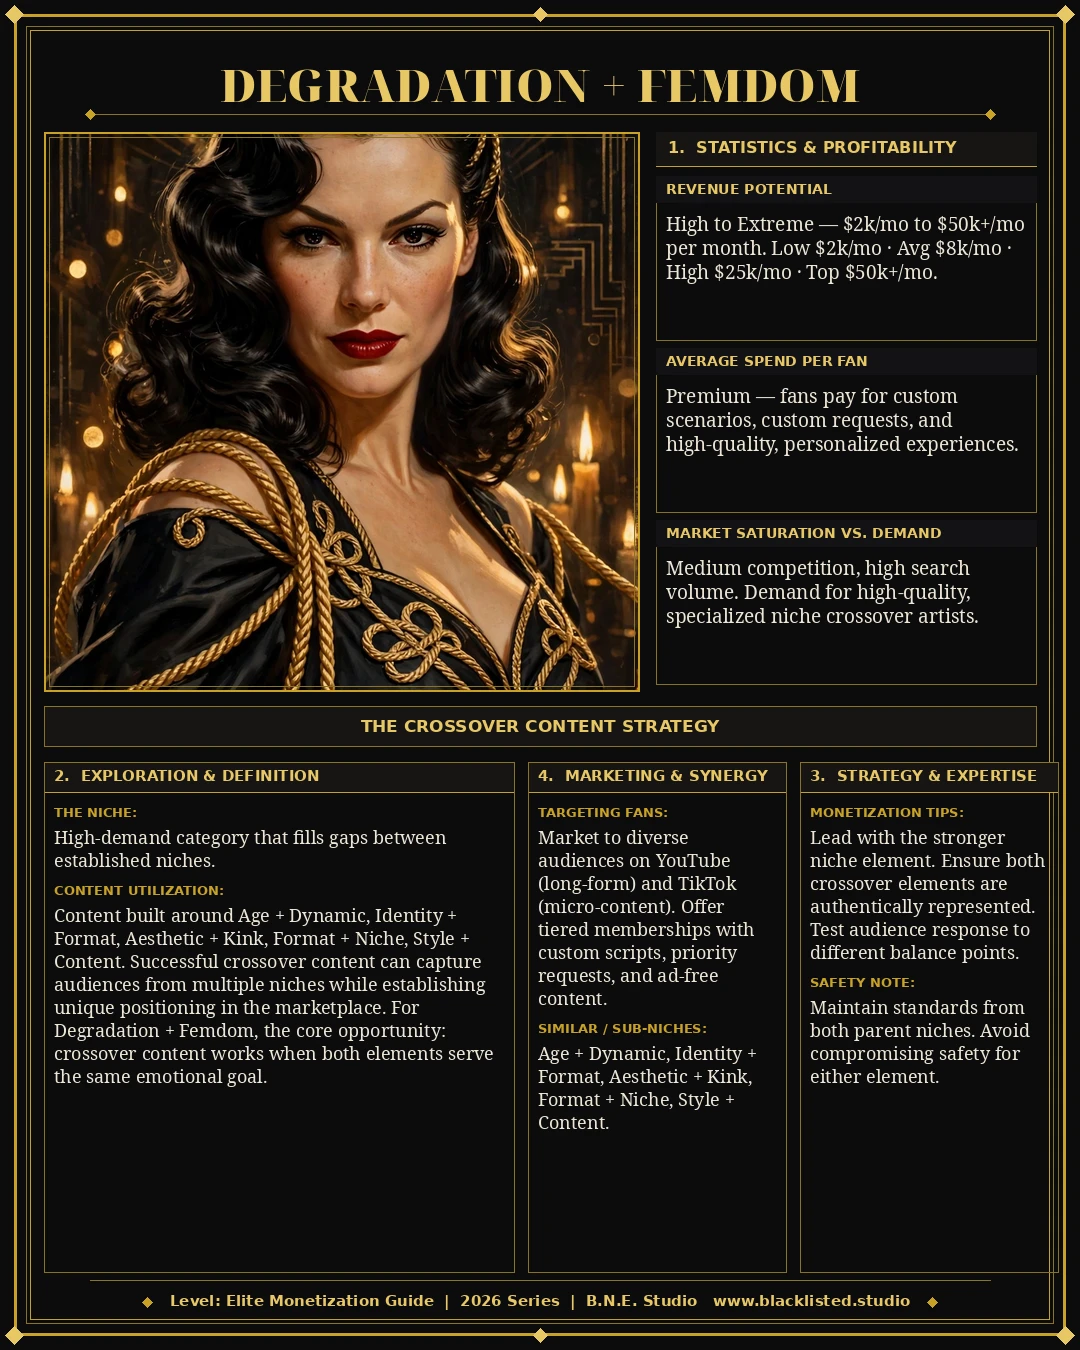 DEGRADATION + FEMDOM
1. STATISTICS & PROFITABILITY
REVENUE POTENTIAL
High to Extreme — $2k/mo to $50k+/mo
per month. Low $2k/mo · Avg $8k/mo ·
High $25k/mo · Top $50k+/mo.
AVERAGE SPEND PER FAN
Premium — fans pay for custom
scenarios, custom requests, and
high-quality, personalized experiences.
MARKET SATURATION VS. DEMAND
Medium competition, high search
volume. Demand for high-quality,
specialized niche crossover artists.
THE CROSSOVER CONTENT STRATEGY
2. EXPLORATION & DEFINITION
THE NICHE:
High-demand category that fills gaps between
established niches.
CONTENT UTILIZATION:
Content built around Age + Dynamic, Identity +
Format, Aesthetic + Kink, Format + Niche, Style +
Content. Successful crossover content can capture
audiences from multiple niches while establishing
unique positioning in the marketplace. For
Degradation + Femdom, the core opportunity:
crossover content works when both elements serve
the same emotional goal.
4. MARKETING & SYNERGY
TARGETING FANS:
Market to diverse
audiences on YouTube
(long-form) and TikTok
(micro-content). Offer
tiered memberships with
custom scripts, priority
requests, and ad-free
content.
SIMILAR / SUB-NICHES:
Age + Dynamic, Identity +
Format, Aesthetic + Kink,
Format + Niche, Style +
Content.
3. STRATEGY & EXPERTISE
MONETIZATION TIPS:
Lead with the stronger
niche element. Ensure both
crossover elements are
authentically represented.
Test audience response to
different balance points.
SAFETY NOTE:
Maintain standards from
both parent niches. Avoid
compromising safety for
either element.
Level: Elite Monetization Guide | 2026 Series | B.N.E. Studio www.blacklisted.studio